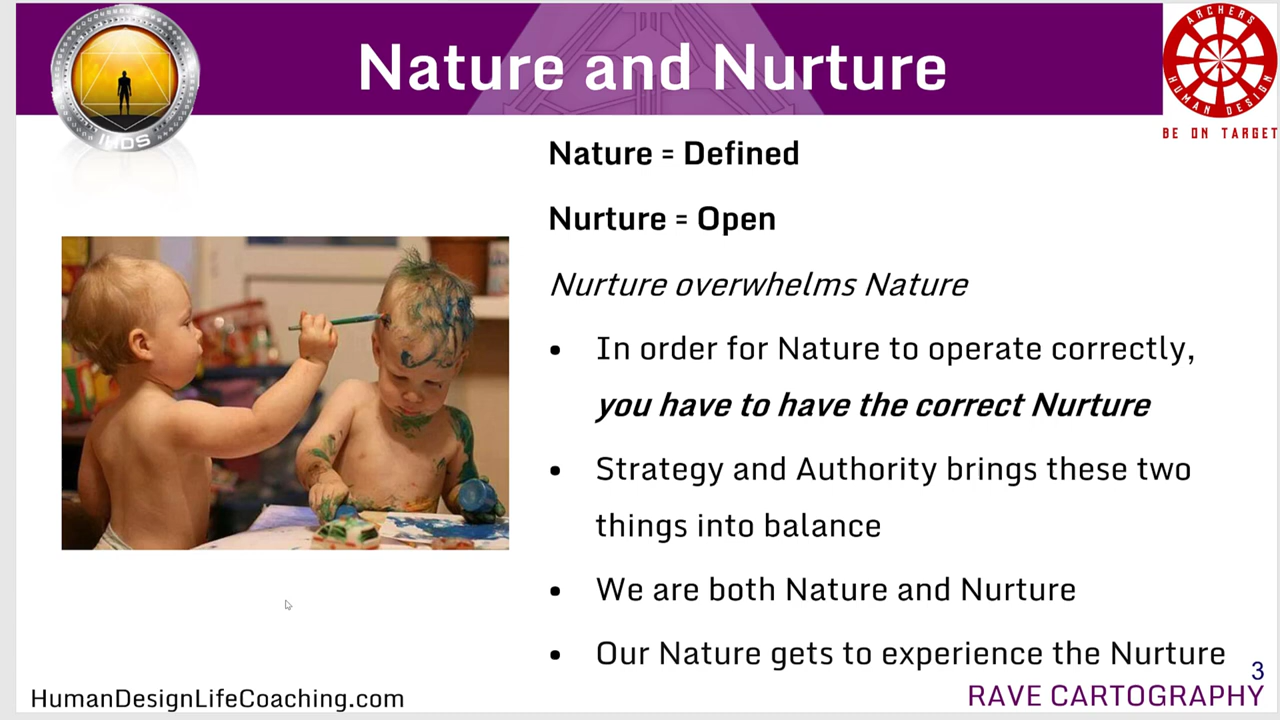 Nature and Nurture
IHDS
ARCHERS
HUMAN DESIGN
BE ON TARGET
Nature = Defined
Nurture = Open
Nurture overwhelms Nature
• In order for Nature to operate correctly,
you have to have the correct Nurture
• Strategy and Authority brings these two
things into balance
• We are both Nature and Nurture
• Our Nature gets to experience the Nurture
3
HumanDesignLifeCoaching.com
RAVE CARTOGRAPHY